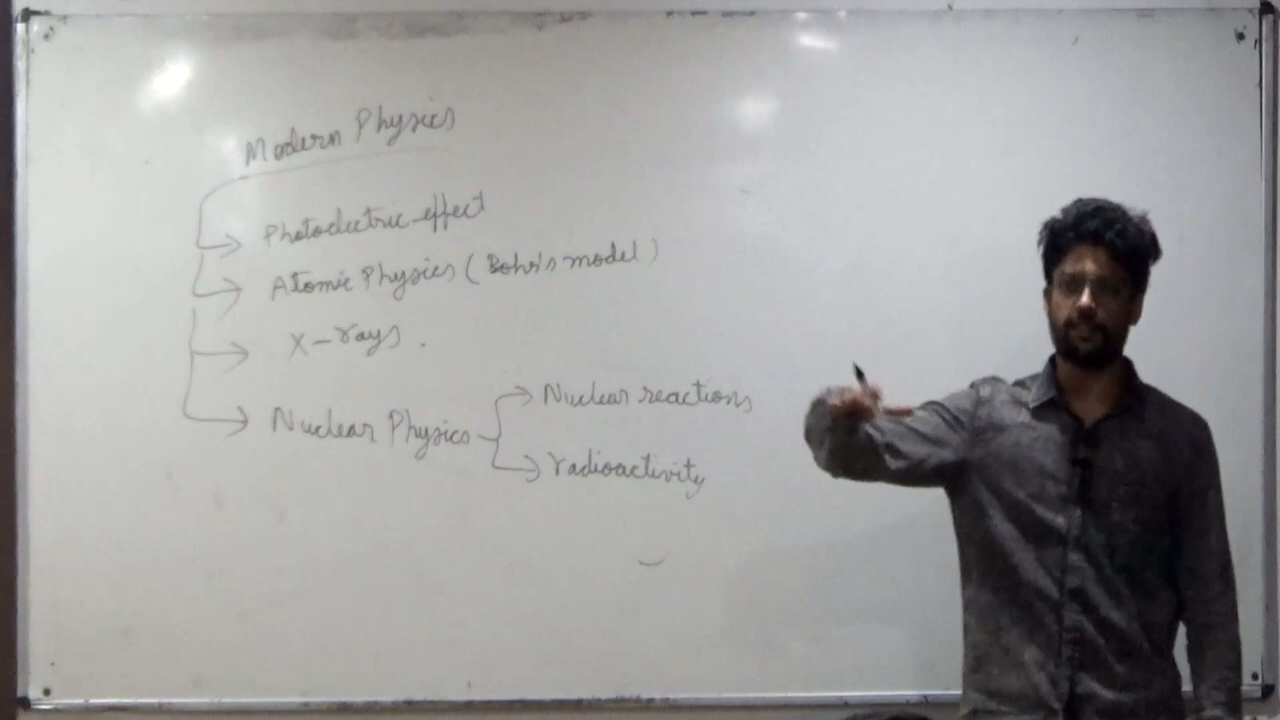 Modern Physics
Photoelectric effect
Atomic Physics (Bohr's model)
X-rays.
Nuclear Physics
Nuclear reactions
radioactivity